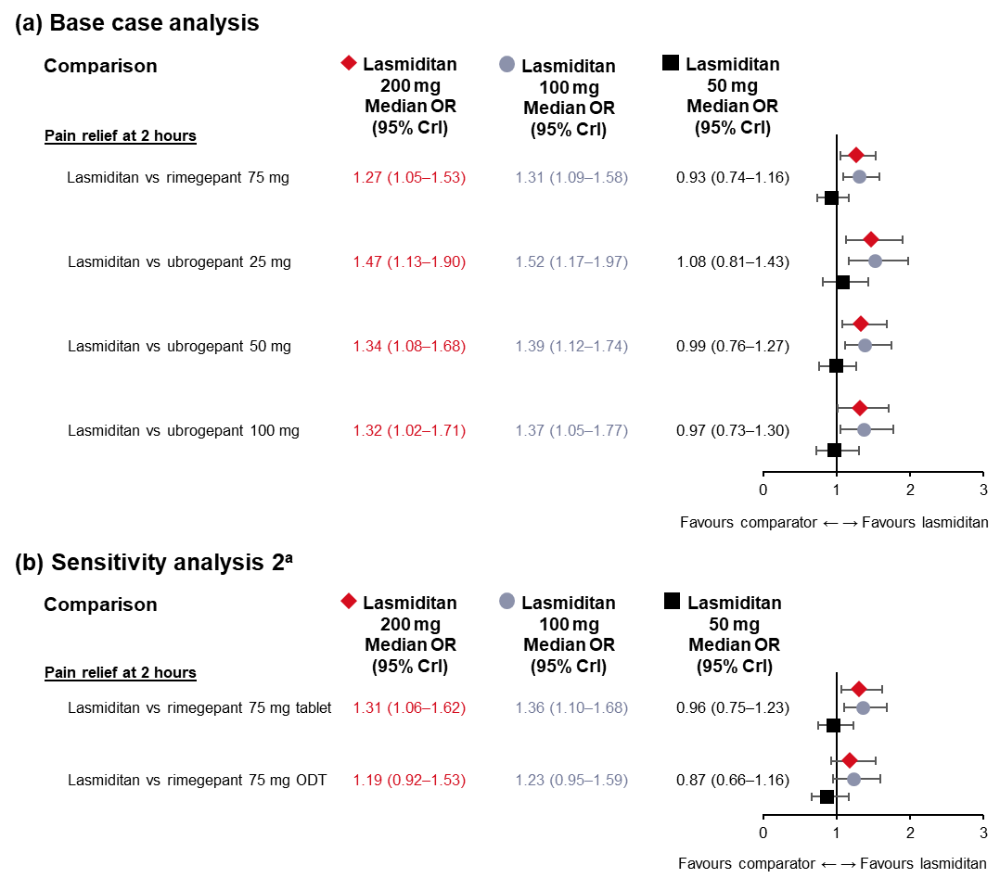 (a) Base case analysis
Comparison
Lasmiditan
200 mg
Median OR
(95% CrI)
Lasmiditan
100 mg
Median OR
(95% CrI)
Lasmiditan
50 mg
Median OR
(95% CrI)
Pain relief at 2 hours
Lasmiditan vs rimegepant 75 mg 1.27 (1.05–1.53) 1.31 (1.09–1.58) 0.93 (0.74–1.16)
Lasmiditan vs ubrogepant 25 mg 1.47 (1.13–1.90) 1.52 (1.17–1.97) 1.08 (0.81–1.43)
Lasmiditan vs ubrogepant 50 mg 1.34 (1.08–1.68) 1.39 (1.12–1.74) 0.99 (0.76–1.27)
Lasmiditan vs ubrogepant 100 mg 1.32 (1.02–1.71) 1.37 (1.05–1.77) 0.97 (0.73–1.30)
0 1 2 3
Favours comparator ← → Favours lasmiditan
(b) Sensitivity analysis 2ᵃ
Comparison
Lasmiditan
200 mg
Median OR
(95% CrI)
Lasmiditan
100 mg
Median OR
(95% CrI)
Lasmiditan
50 mg
Median OR
(95% CrI)
Pain relief at 2 hours
Lasmiditan vs rimegepant 75 mg tablet 1.31 (1.06–1.62) 1.36 (1.10–1.68) 0.96 (0.75–1.23)
Lasmiditan vs rimegepant 75 mg ODT 1.19 (0.92–1.53) 1.23 (0.95–1.59) 0.87 (0.66–1.16)
0 1 2 3
Favours comparator ← → Favours lasmiditan